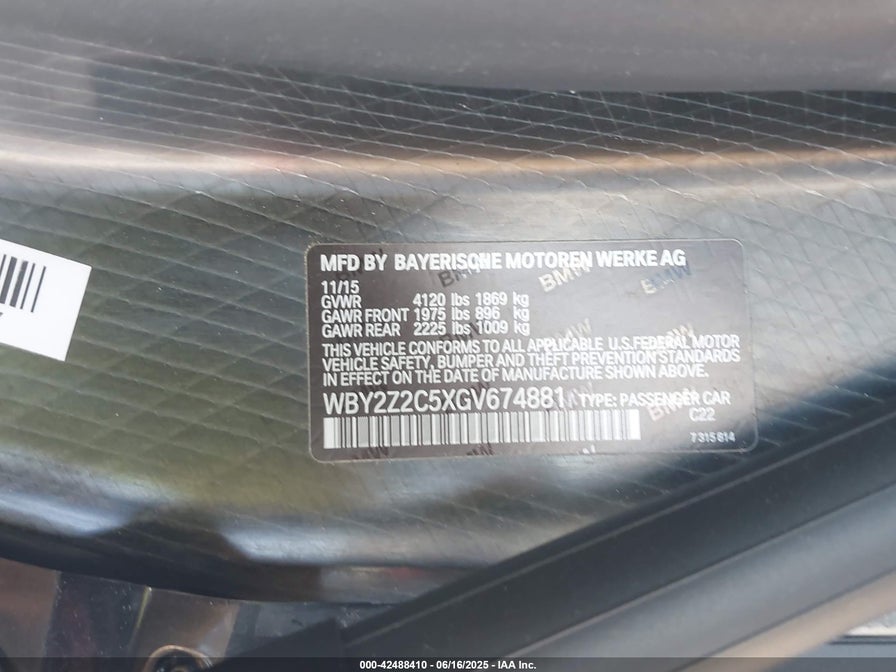 MFD BY BAYERISCHE MOTOREN WERKE AG
11/15
GVWR 4120 lbs 1869 kg
GAWR FRONT 1975 lbs 896 kg
GAWR REAR 2225 lbs 1009 kg
THIS VEHICLE CONFORMS TO ALL APPLICABLE U.S.FEDERAL MOTOR
VEHICLE SAFETY, BUMPER AND THEFT PREVENTION STANDARDS
IN EFFECT ON THE DATE OF MANUFACTURE SHOWN ABOVE.
WBY2Z2C5XGV674881 TYPE: PASSENGER CAR
C22
7315814
000-42488410 - 06/16/2025 - IAA Inc.